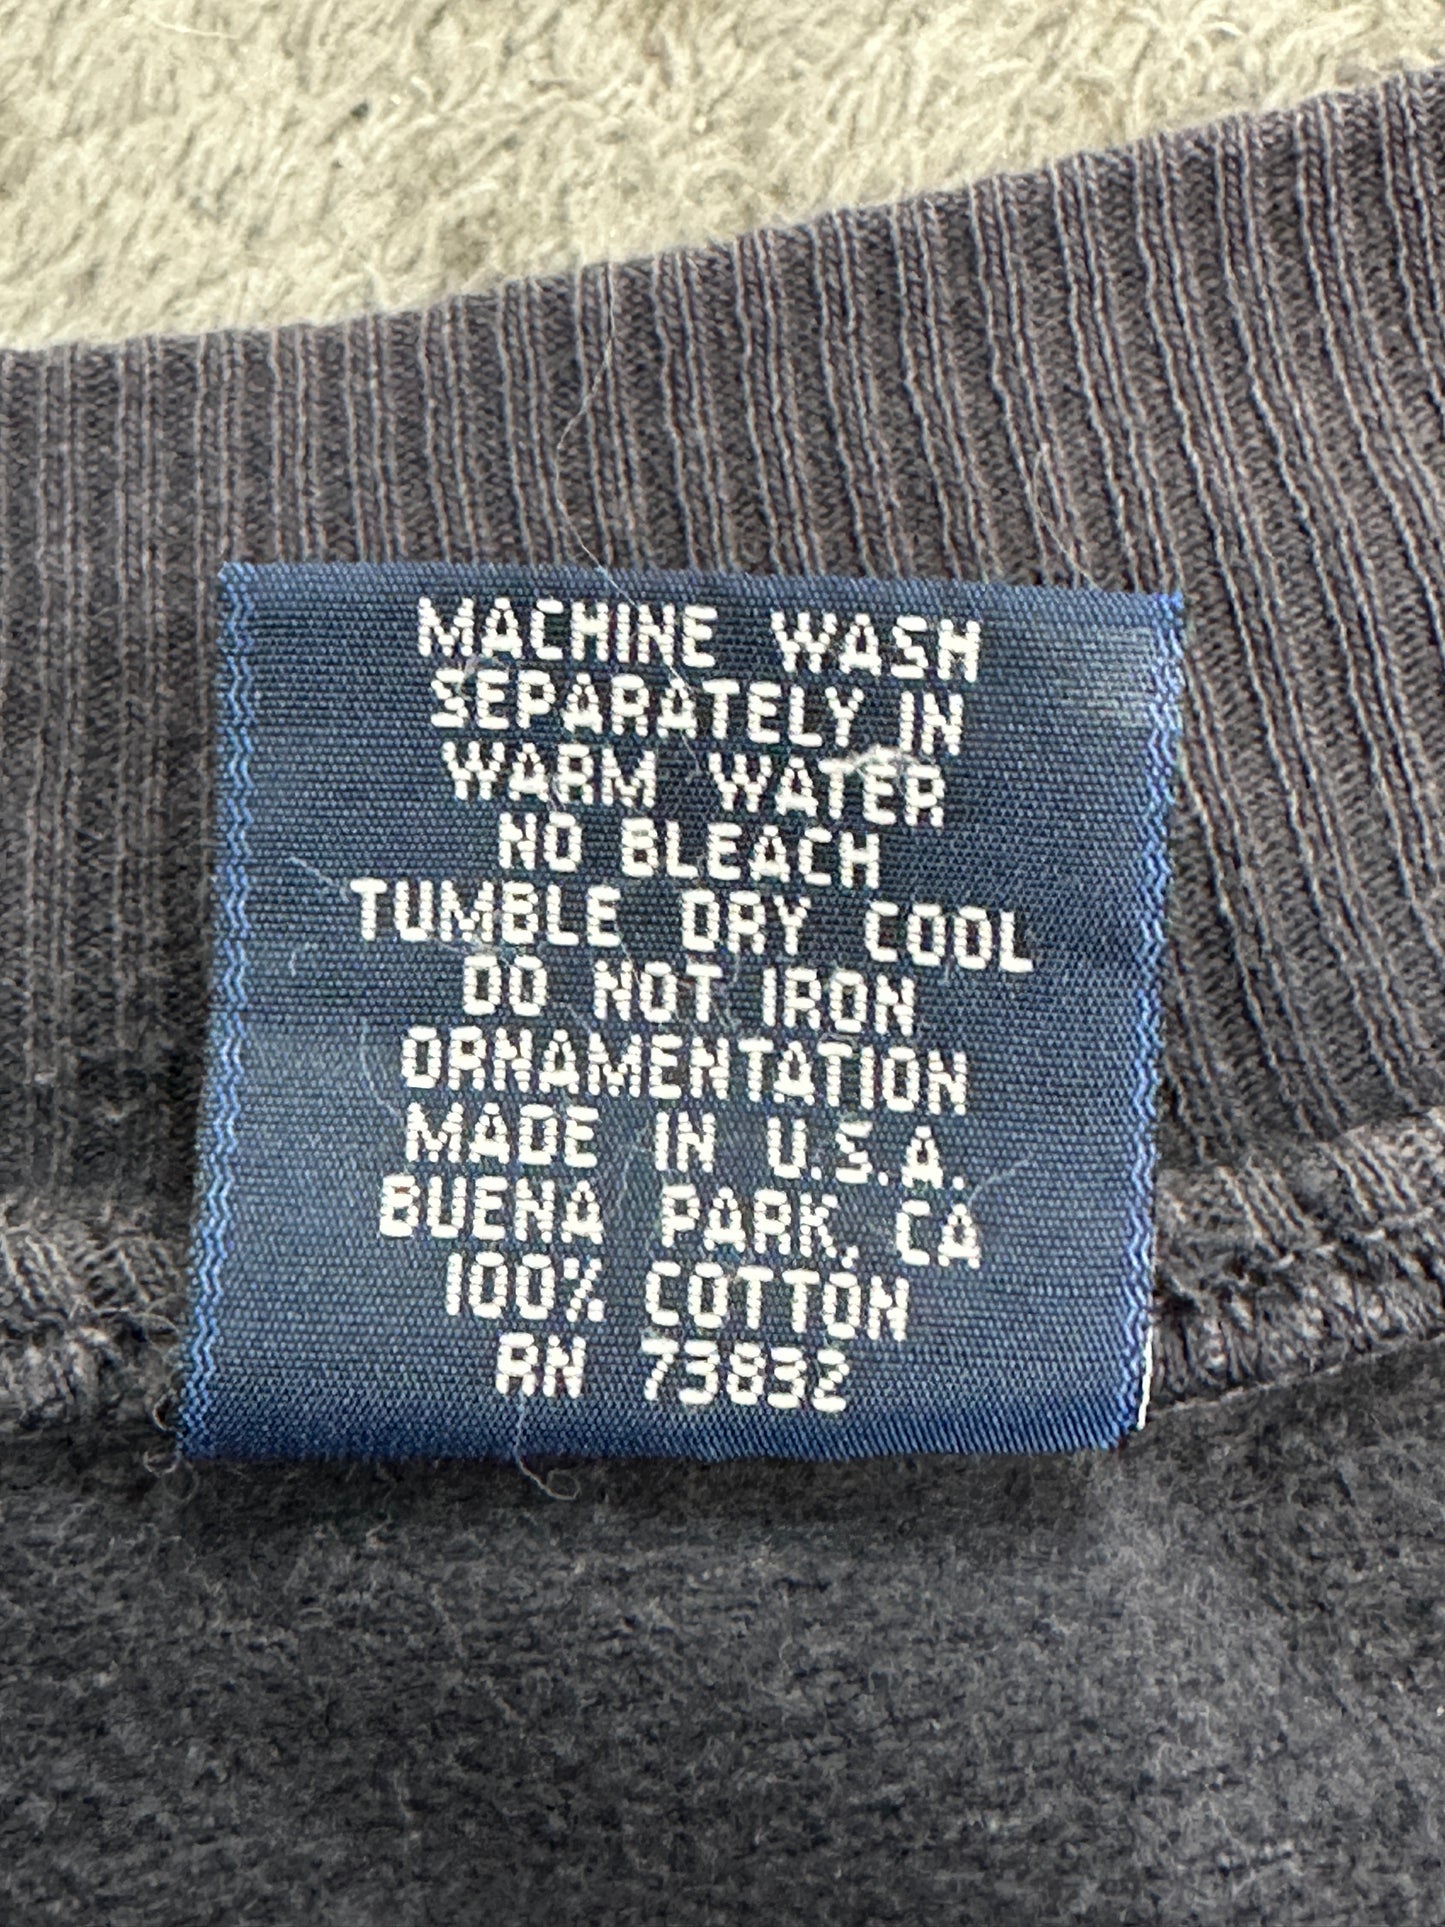 MACHINE WASH
SEPARATELY IN
WARM WATER
NO BLEACH
TUMBLE DRY COOL
DO NOT IRON
ORNAMENTATION
MADE IN U.S.A.
BUENA PARK, CA
100% COTTON
RN 73832